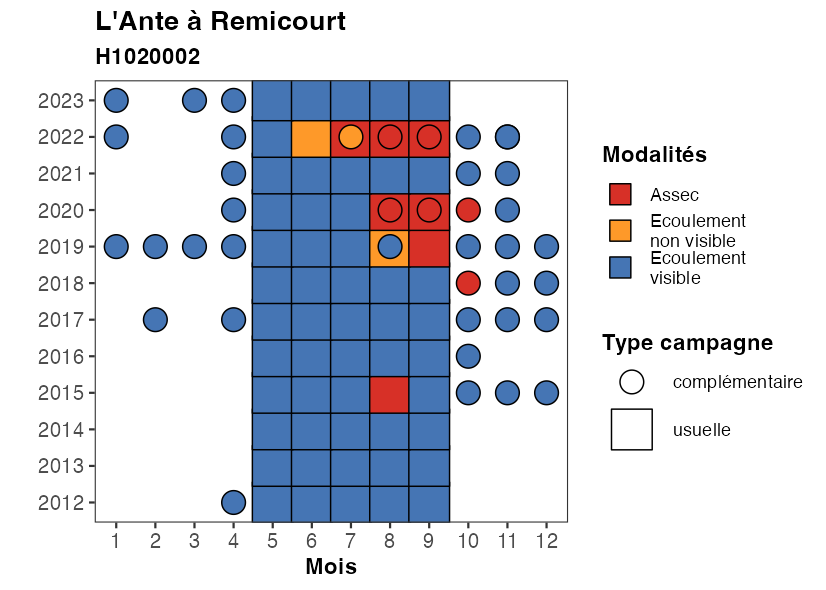 L'Ante à Remicourt
H1020002
2023
2022
2021
2020
2019
2018
2017
2016
2015
2014
2013
2012
1 2 3 4 5 6 7 8 9 10 11 12
Mois
Modalités
Assec
Ecoulement
non visible
Ecoulement
visible
Type campagne
complémentaire
usuelle